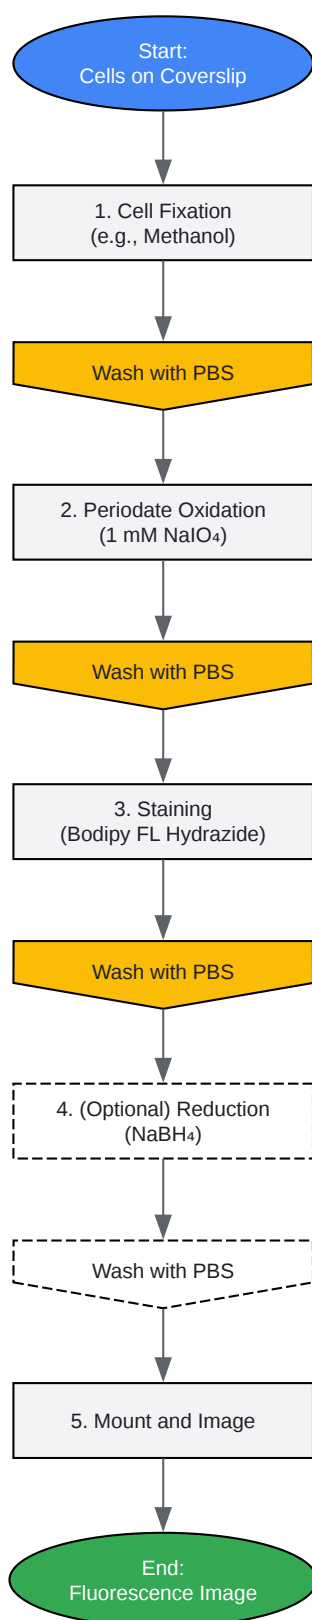 Start:
Cells on Coverslip
1. Cell Fixation
(e.g., Methanol)
Wash with PBS
2. Periodate Oxidation
(1 mM NaIO₄)
Wash with PBS
3. Staining
(Bodipy FL Hydrazide)
Wash with PBS
4. (Optional) Reduction
(NaBH₄)
Wash with PBS
5. Mount and Image
End:
Fluorescence Image